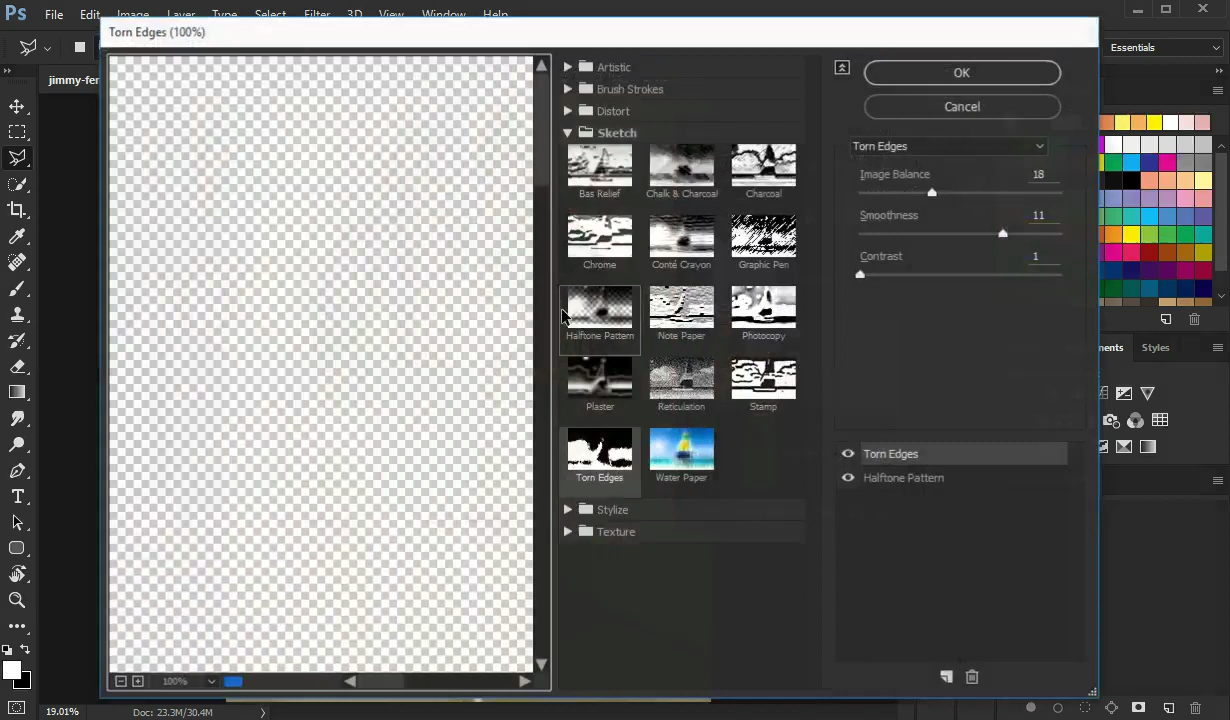 Ps
File Edit Image Layer Type Select Filter 3D View Window Help
Torn Edges (100%)
Essentials
jimmy-fer
Artistic
Brush Strokes
Distort
Sketch
Bas Relief Chalk & Charcoal Charcoal
Chrome Conté Crayon Graphic Pen
Halftone Pattern Note Paper Photocopy
Plaster Reticulation Stamp
Torn Edges Water Paper
Stylize
Texture
OK
Cancel
Torn Edges
Image Balance 18
Smoothness 11
Contrast 1
Torn Edges
Halftone Pattern
nents Styles
100%
19.01% Doc: 23.3M/30.4M